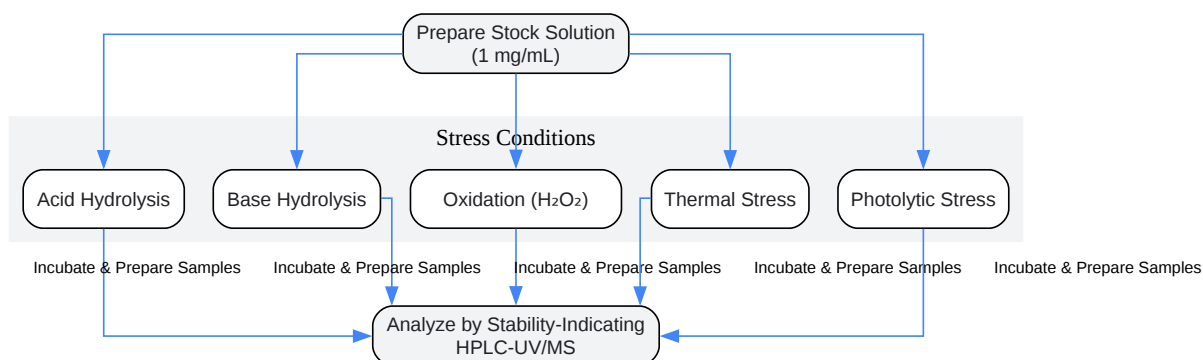 Prepare Stock Solution
(1 mg/mL)
Stress Conditions
Acid Hydrolysis
Base Hydrolysis
Oxidation (H₂O₂)
Thermal Stress
Photolytic Stress
Incubate & Prepare Samples
Incubate & Prepare Samples
Incubate & Prepare Samples
Incubate & Prepare Samples
Incubate & Prepare Samples
Analyze by Stability-Indicating
HPLC-UV/MS